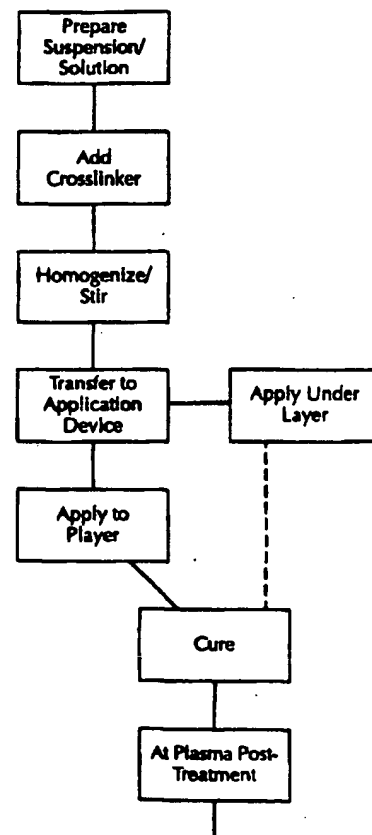 Prepare
Suspension/
Solution
Add
Crosslinker
Homogenize/
Stir
Transfer to
Application
Device
Apply Under
Layer
Apply to
Player
Cure
At Plasma Post-
Treatment